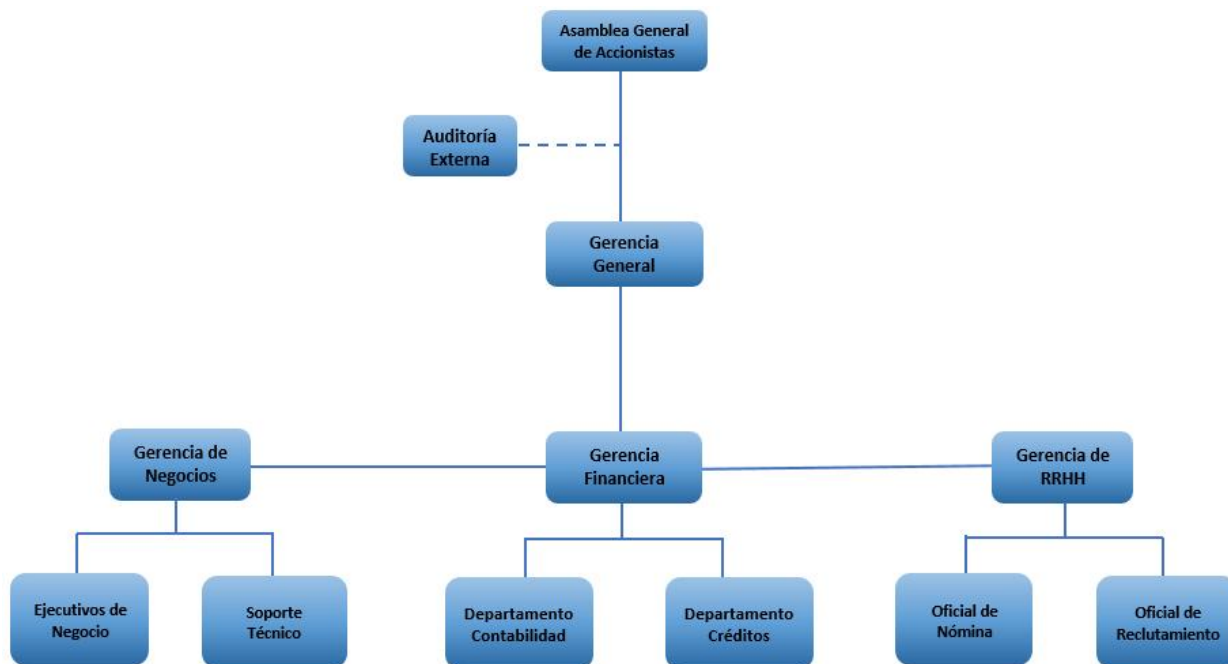 Asamblea General
de Accionistas
Auditoría
Externa
Gerencia
General
Gerencia de
Negocios
Gerencia
Financiera
Gerencia de
RRHH
Ejecutivos de
Negocio
Soporte
Técnico
Departamento
Contabilidad
Departamento
Créditos
Oficial de
Nómina
Oficial de
Reclutamiento